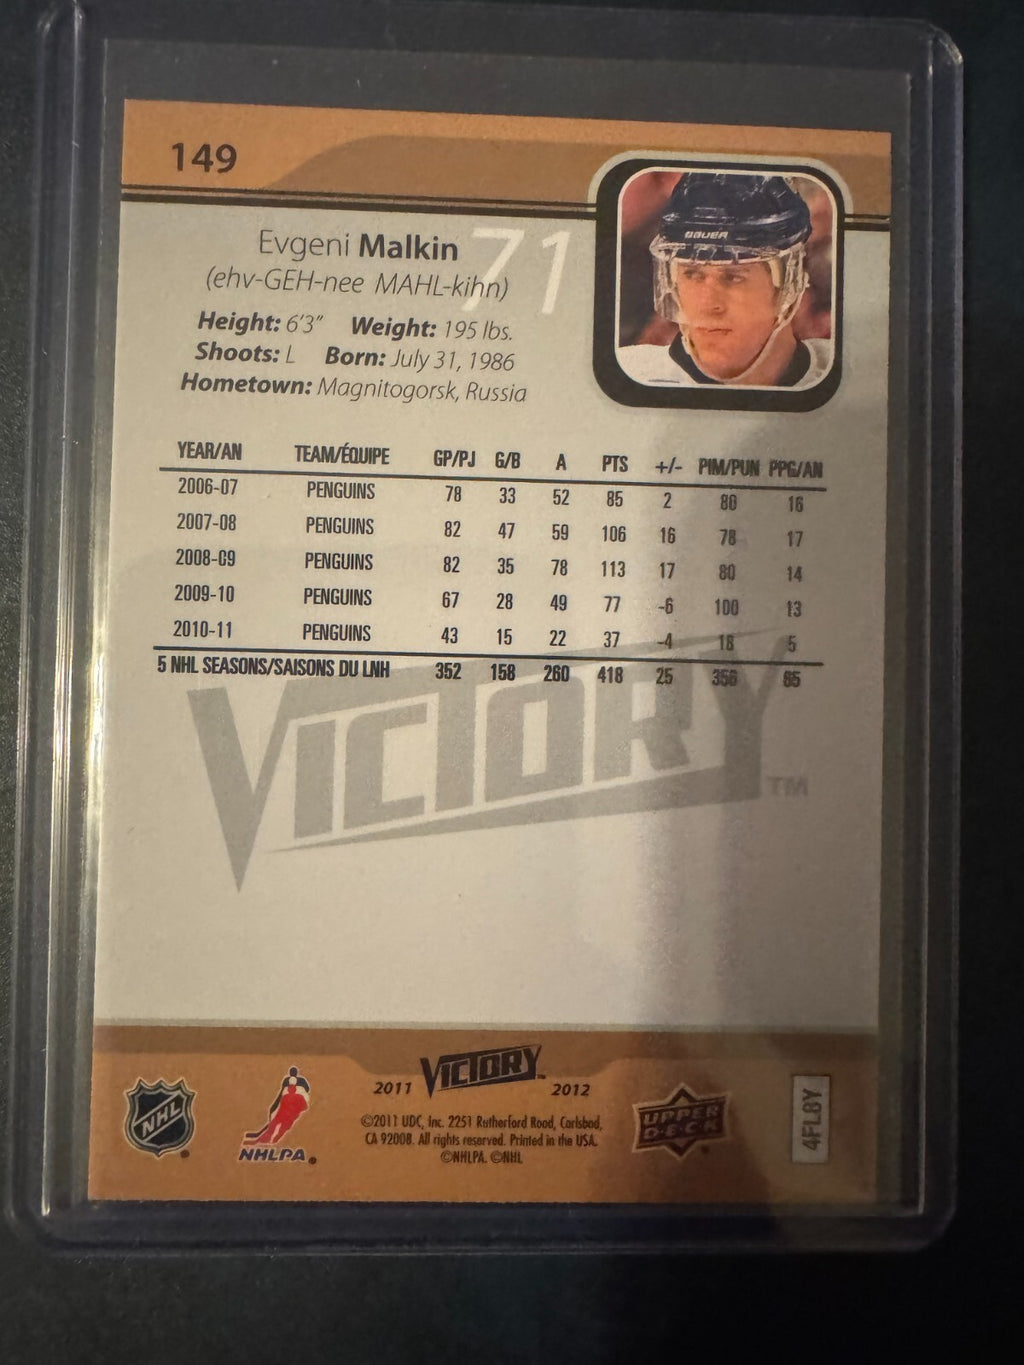 149
BAUER
Evgeni Malkin 71
(ehv-GEH-nee MAHL-kihn)
Height: 6'3" Weight: 195 lbs.
Shoots: L Born: July 31, 1986
Hometown: Magnitogorsk, Russia
YEAR/AN TEAM/ÉQUIPE GP/PJ G/B A PTS +/- PIM/PUN PPG/AN
2006-07 PENGUINS 78 33 52 85 2 80 16
2007-08 PENGUINS 82 47 59 106 16 78 17
2008-09 PENGUINS 82 35 78 113 17 80 14
2009-10 PENGUINS 67 28 49 77 -6 100 13
2010-11 PENGUINS 43 15 22 37 -4 18 5
5 NHL SEASONS/SAISONS DU LNH 352 158 260 418 25 356 65
VICTORY TM
2011 VICTORY 2012
©2011 UDC, Inc. 2251 Rutherford Road, Carlsbad,
CA 92008. All rights reserved. Printed in the USA.
©NHLPA. ©NHL
NHL
NHLPA
UPPER
DECK
4FL8Y